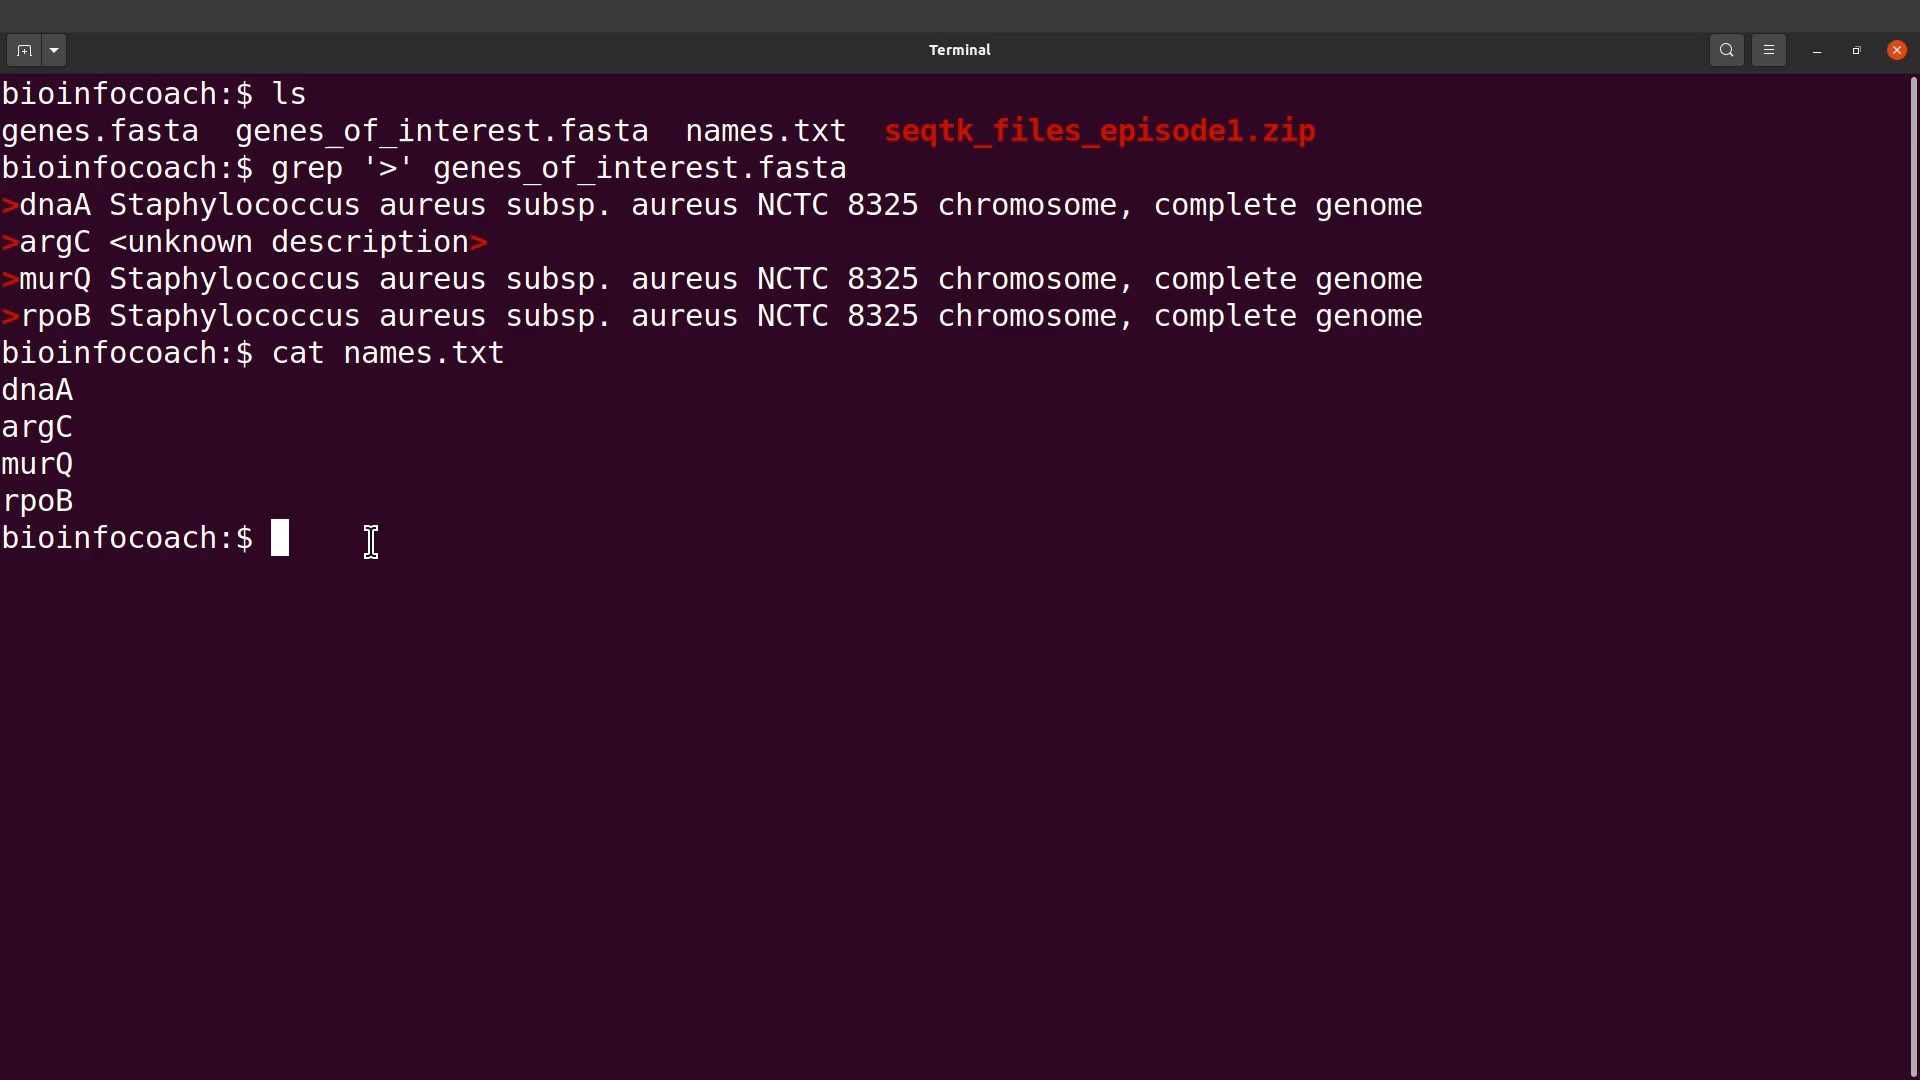 Terminal
bioinfocoach:$ ls
genes.fasta  genes_of_interest.fasta  names.txt  seqtk_files_episode1.zip
bioinfocoach:$ grep '>' genes_of_interest.fasta
>dnaA Staphylococcus aureus subsp. aureus NCTC 8325 chromosome, complete genome
>argC <unknown description>
>murQ Staphylococcus aureus subsp. aureus NCTC 8325 chromosome, complete genome
>rpoB Staphylococcus aureus subsp. aureus NCTC 8325 chromosome, complete genome
bioinfocoach:$ cat names.txt
dnaA
argC
murQ
rpoB
bioinfocoach:$